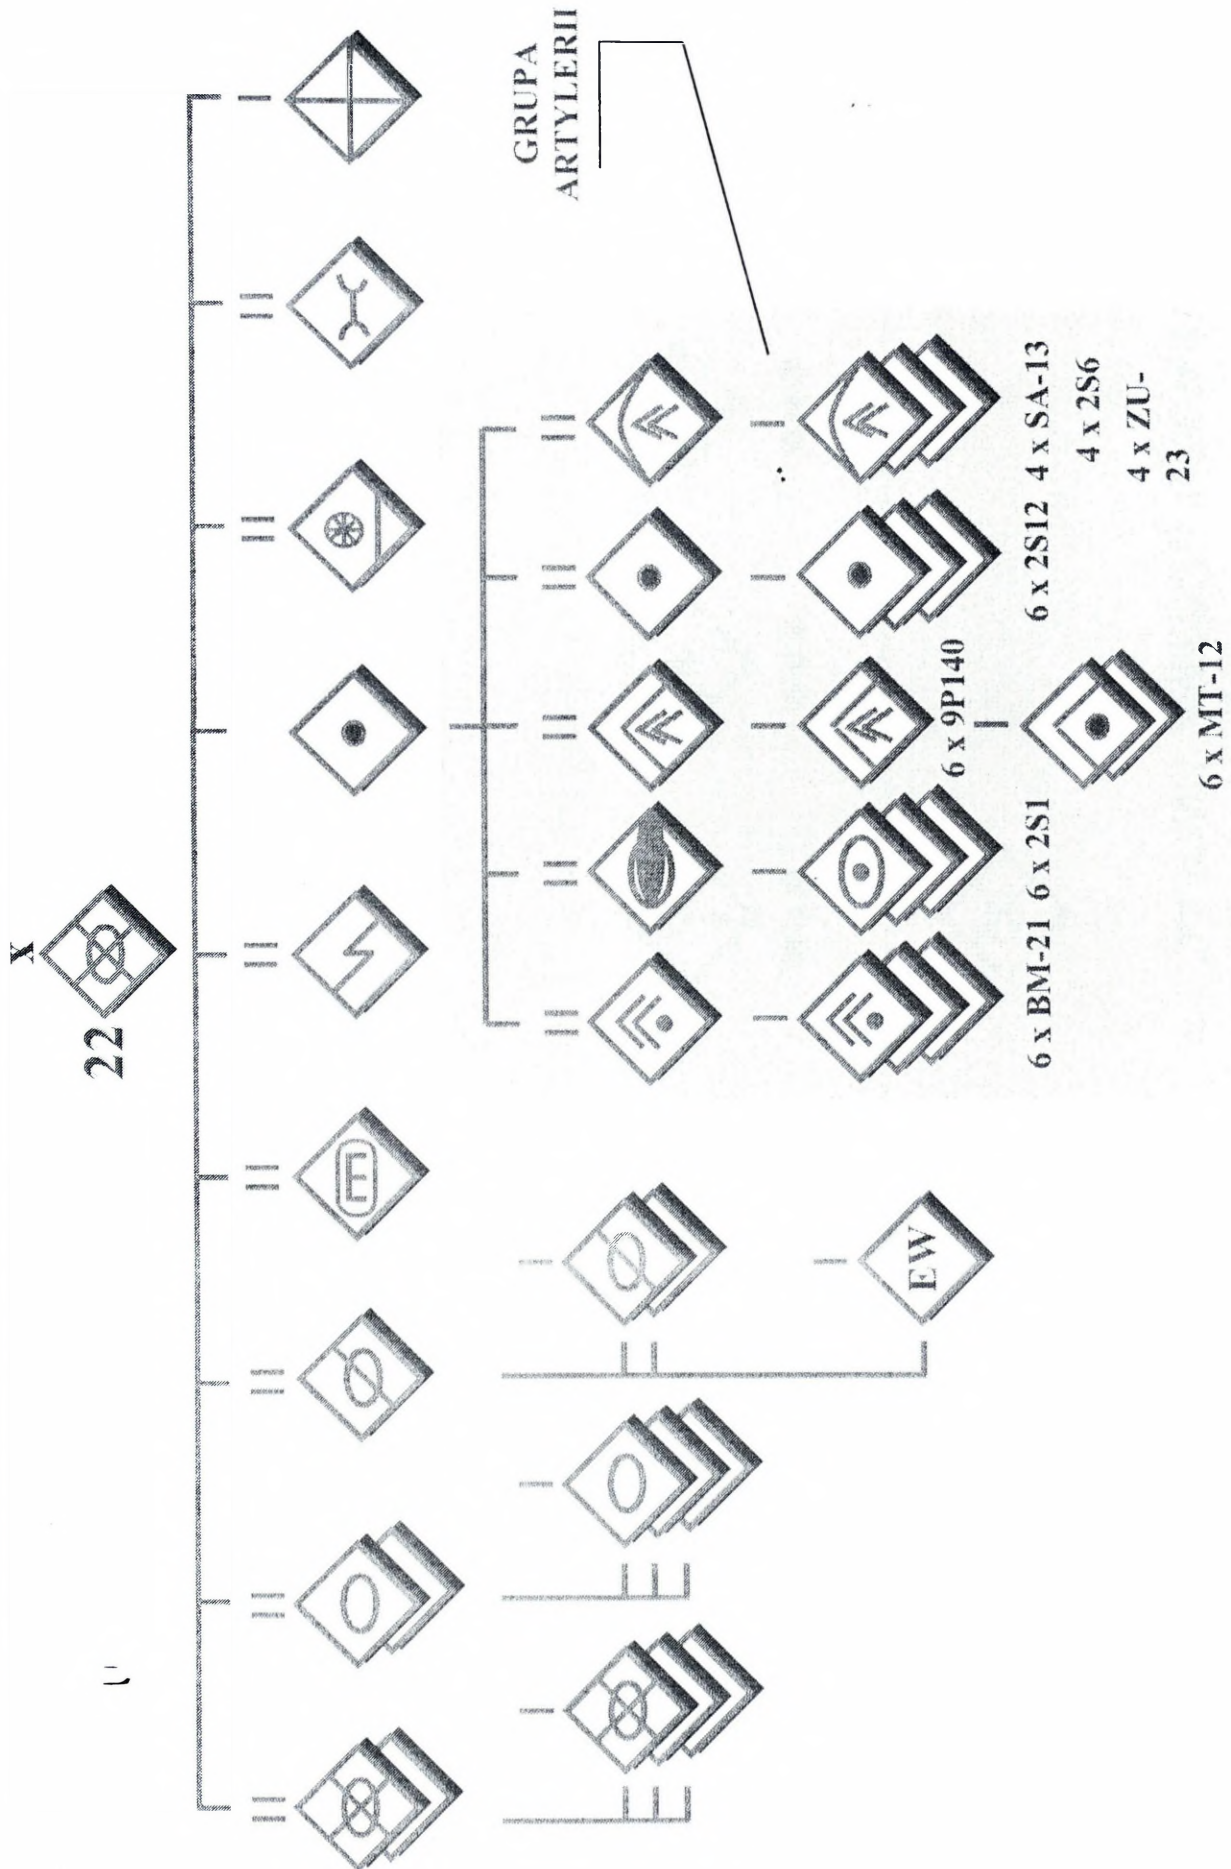 X
22
E
EW
GRUPA
ARTYLERII
6 x BM-21
6 x 2S1
6 x 9P140
6 x MT-12
6 x 2S12
4 x SA-13
4 x 2S6
4 x ZU-
23